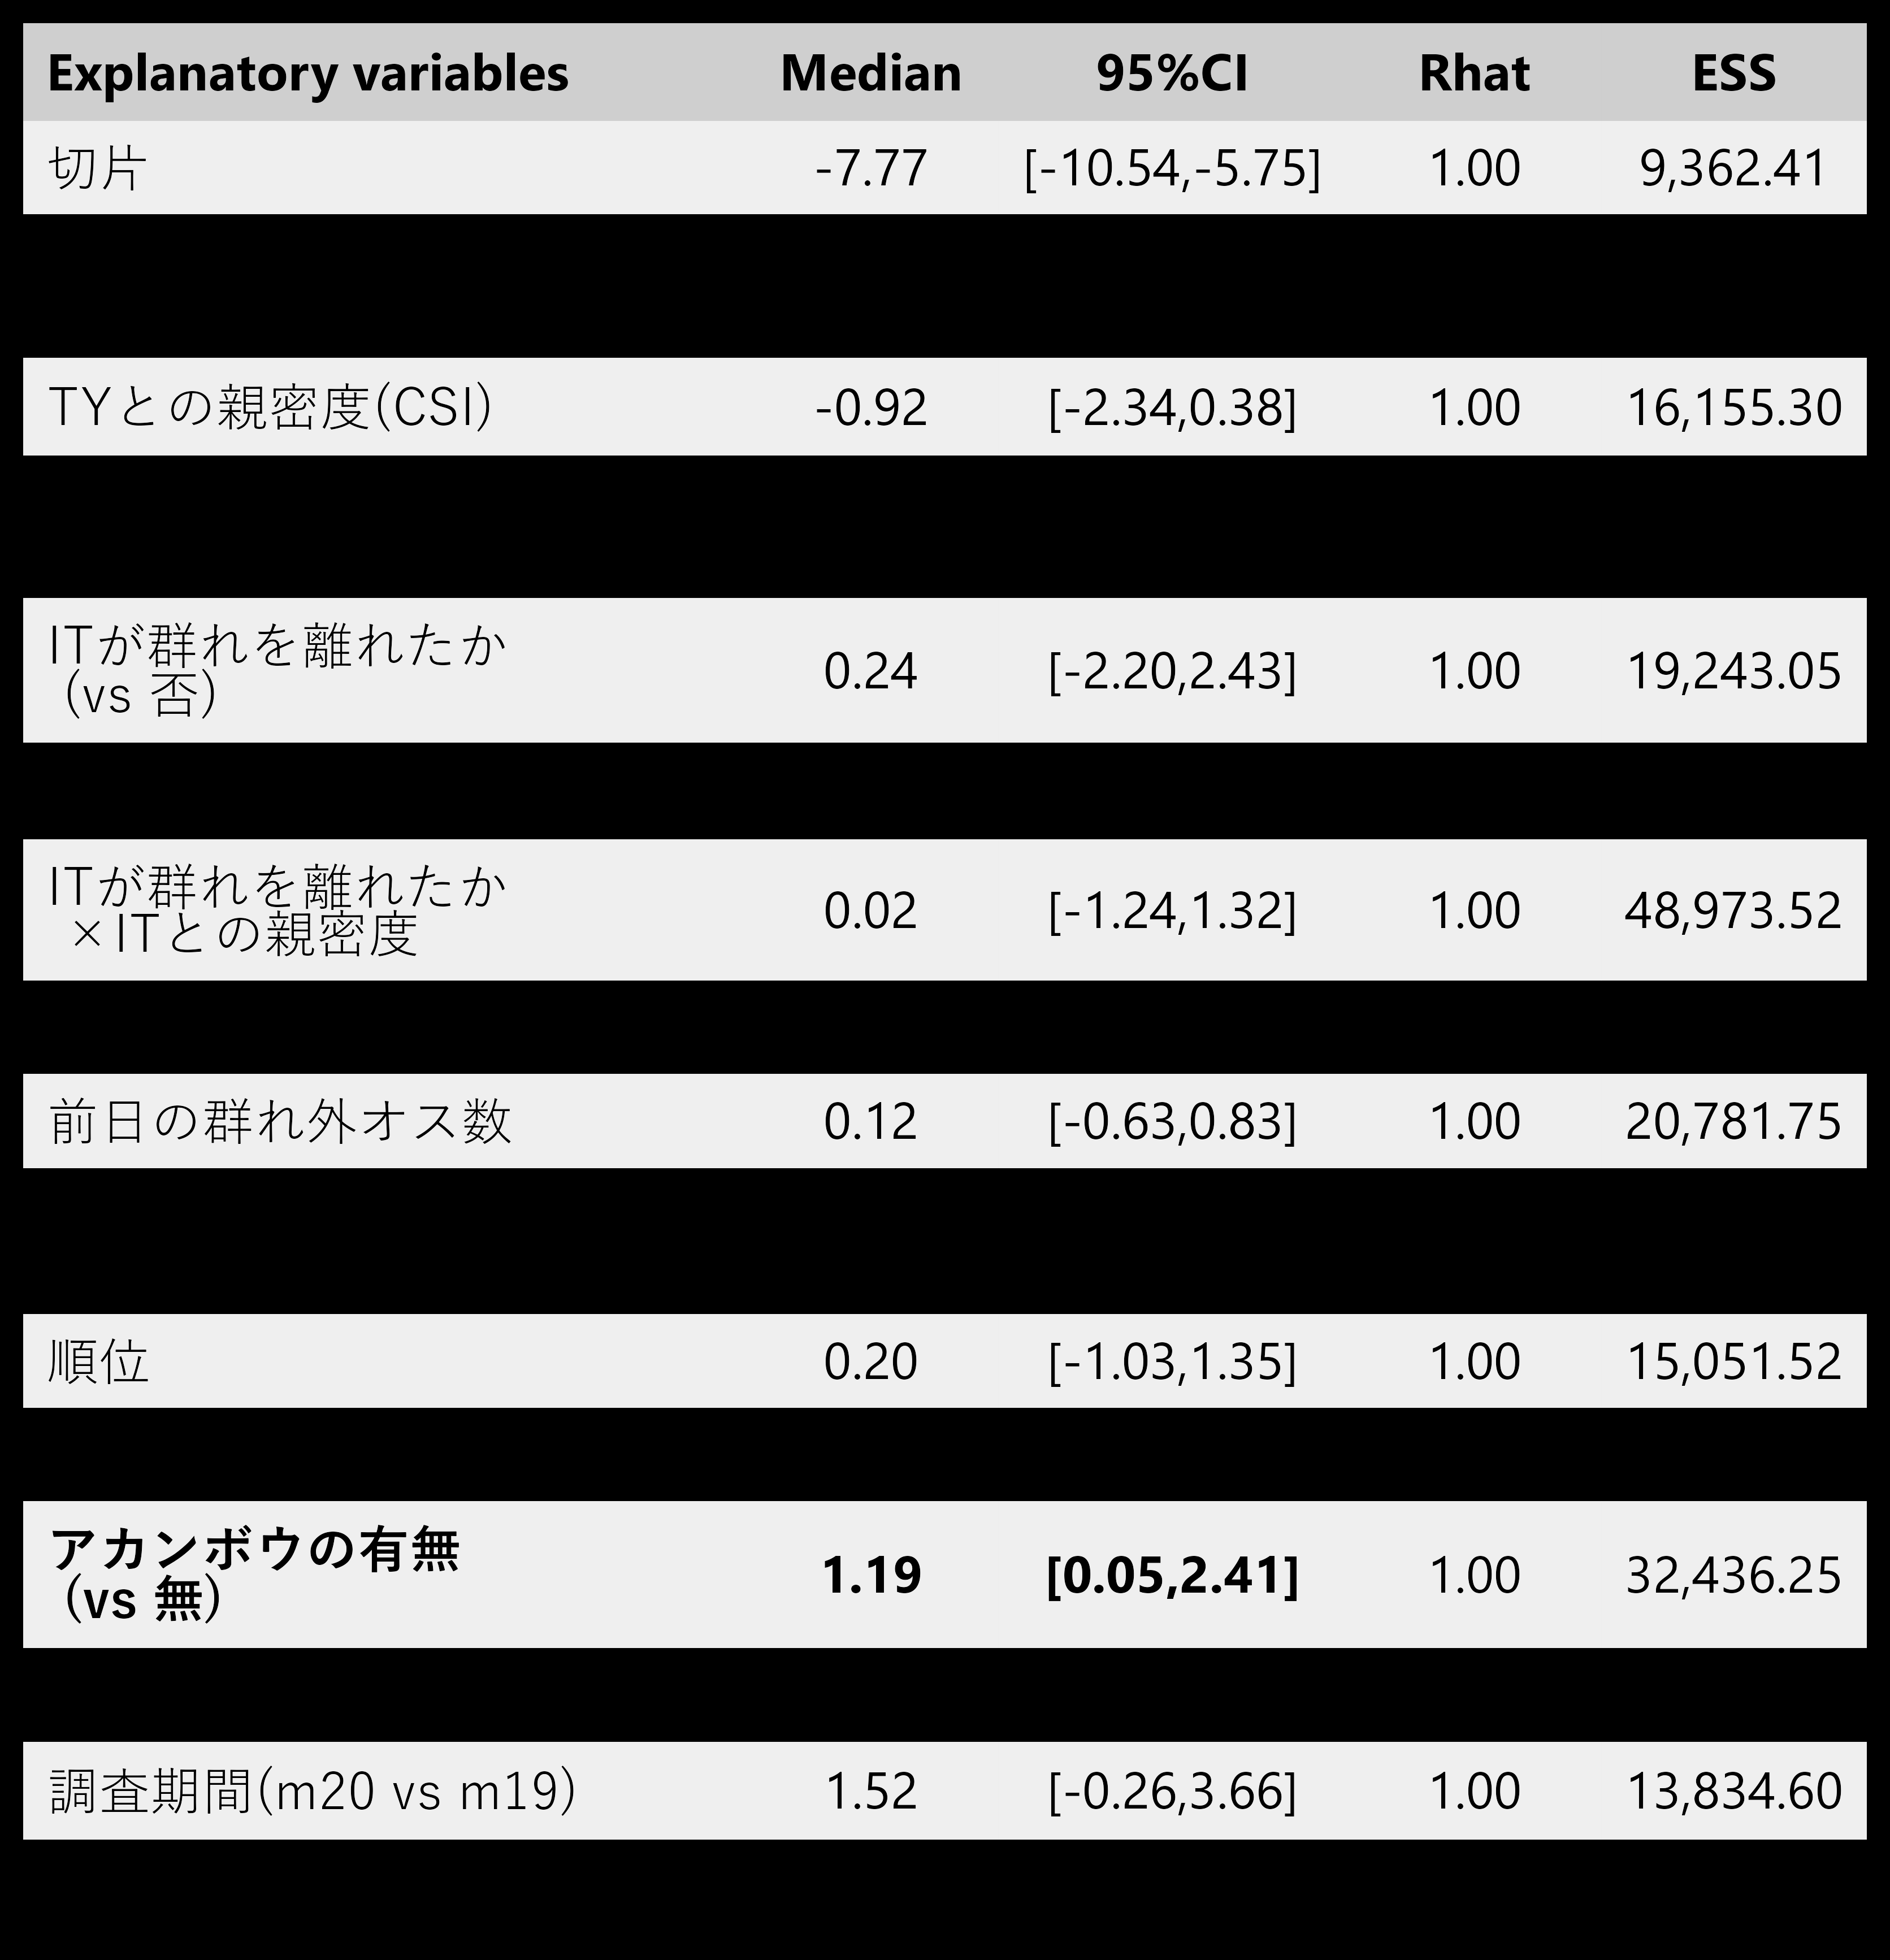 Explanatory variables Median 95%CI Rhat ESS
切片 -7.77 [-10.54,-5.75] 1.00 9,362.41
TYとの親密度(CSI) -0.92 [-2.34,0.38] 1.00 16,155.30
ITが群れを離れたか
(vs 否) 0.24 [-2.20,2.43] 1.00 19,243.05
ITが群れを離れたか
×ITとの親密度 0.02 [-1.24,1.32] 1.00 48,973.52
前日の群れ外オス数 0.12 [-0.63,0.83] 1.00 20,781.75
順位 0.20 [-1.03,1.35] 1.00 15,051.52
アカンボウの有無
(vs 無) 1.19 [0.05,2.41] 1.00 32,436.25
調査期間(m20 vs m19) 1.52 [-0.26,3.66] 1.00 13,834.60